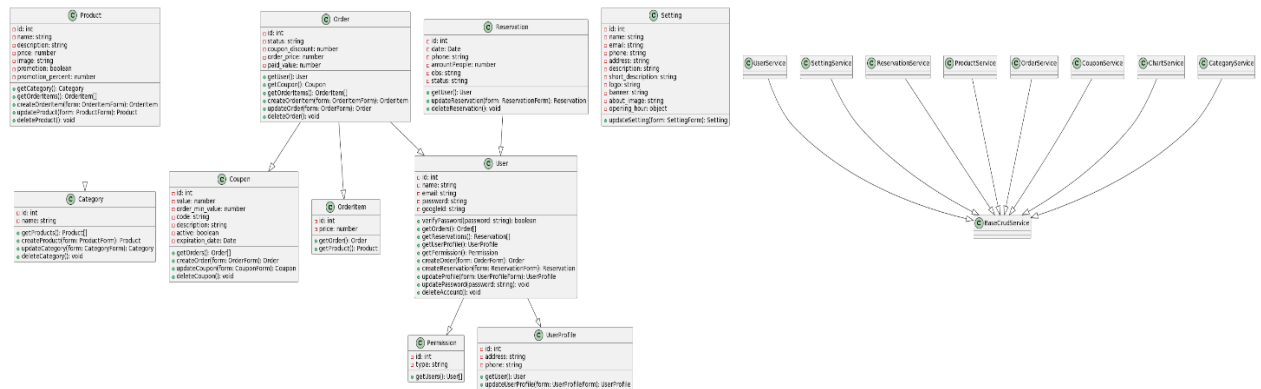 C Product
id: int
name: string
description: string
price: number
image: string
promotion: boolean
promotion_percent: number
getCategory(): Category
getOrderItems(): OrderItem[]
createOrderItem(form: OrderItemForm): OrderItem
updateProduct(form: ProductForm): Product
deleteProduct(): void
C Order
id: int
status: string
coupon_discount: number
order_price: number
paid_value: number
getUser(): User
getCoupon(): Coupon
getOrderItems(): OrderItem[]
createOrderItem(form: OrderItemForm): OrderItem
updateOrder(form: OrderForm): Order
deleteOrder(): void
C Reservation
id: int
date: Date
phone: string
amountPeople: number
obs: string
status: string
getUser(): User
updateReservation(form: ReservationForm): Reservation
deleteReservation(): void
C Setting
id: int
name: string
email: string
phone: string
address: string
description: string
short_description: string
logo: string
banner: string
about_image: string
opening_hour: object
updateSetting(form: SettingForm): Setting
C UserService
C SettingService
C ReservationService
C ProductService
C OrderService
C CouponService
C ChartService
C CategoryService
C Category
id: int
name: string
getProducts(): Product[]
createProduct(form: ProductForm): Product
updateCategory(form: CategoryForm): Category
deleteCategory(): void
C Coupon
id: int
value: number
order_min_value: number
code: string
description: string
active: boolean
expiration_date: Date
getOrders(): Order[]
createOrder(form: OrderForm): Order
updateCoupon(form: CouponForm): Coupon
deleteCoupon(): void
C OrderItem
id: int
price: number
getOrder(): Order
getProduct(): Product
C User
id: int
name: string
email: string
password: string
googleId: string
verifyPassword(password: string): boolean
getOrders(): Order[]
getReservations(): Reservation[]
getUserProfile(): UserProfile
getPermission(): Permission
createOrder(form: OrderForm): Order
createReservation(form: ReservationForm): Reservation
updateProfile(form: UserProfileForm): UserProfile
updatePassword(password: string): void
deleteAccount(): void
C BaseCrudService
C Permission
id: int
type: string
getUsers(): User[]
C UserProfile
id: int
address: string
phone: string
getUser(): User
updateUserProfile(form: UserProfileForm): UserProfile